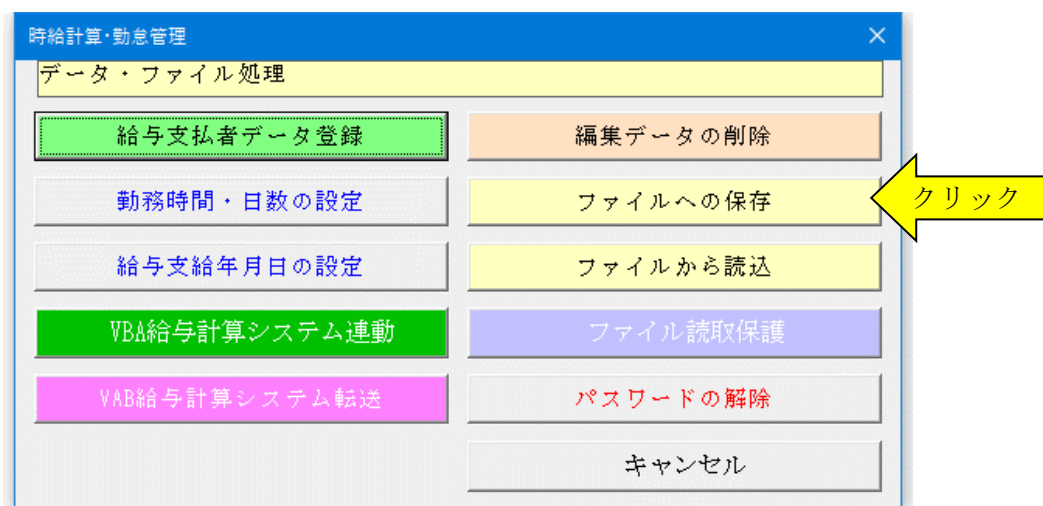 時給計算・勤怠管理
データ・ファイル処理
給与支払者データ登録
編集データの削除
勤務時間・日数の設定
ファイルへの保存
クリック
給与支給年月日の設定
ファイルから読込
VBA給与計算システム連動
ファイル読取保護
VAB給与計算システム転送
パスワードの解除
キャンセル